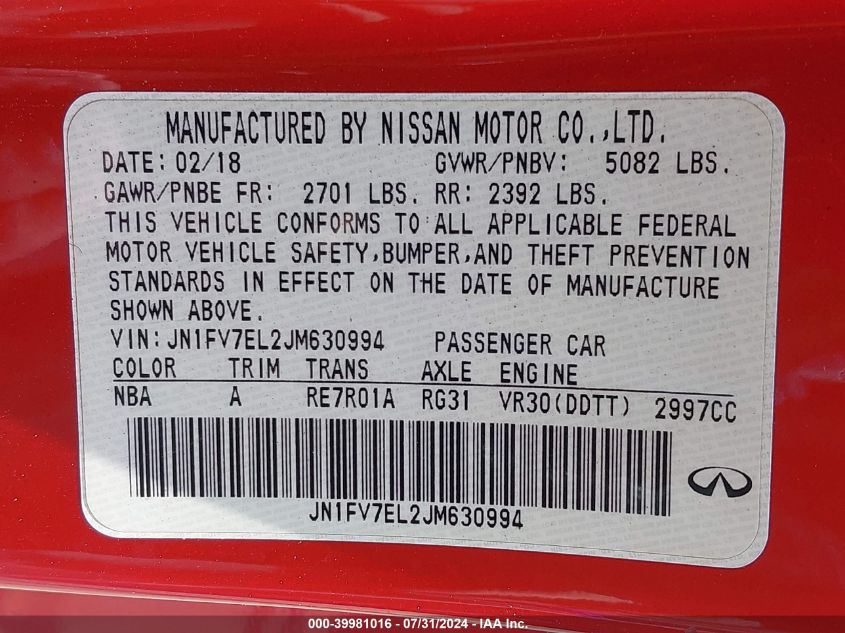 MANUFACTURED BY NISSAN MOTOR CO.,LTD.
DATE: 02/18 GVWR/PNBV: 5082 LBS.
GAWR/PNBE FR: 2701 LBS. RR: 2392 LBS.
THIS VEHICLE CONFORMS TO ALL APPLICABLE FEDERAL
MOTOR VEHICLE SAFETY,BUMPER,AND THEFT PREVENTION
STANDARDS IN EFFECT ON THE DATE OF MANUFACTURE
SHOWN ABOVE.
VIN:JN1FV7EL2JM630994 PASSENGER CAR
COLOR TRIM TRANS AXLE ENGINE
NBA A RE7R01A RG31 VR30(DDTT) 2997CC
JN1FV7EL2JM630994
000-39981016 - 07/31/2024 - IAA Inc.